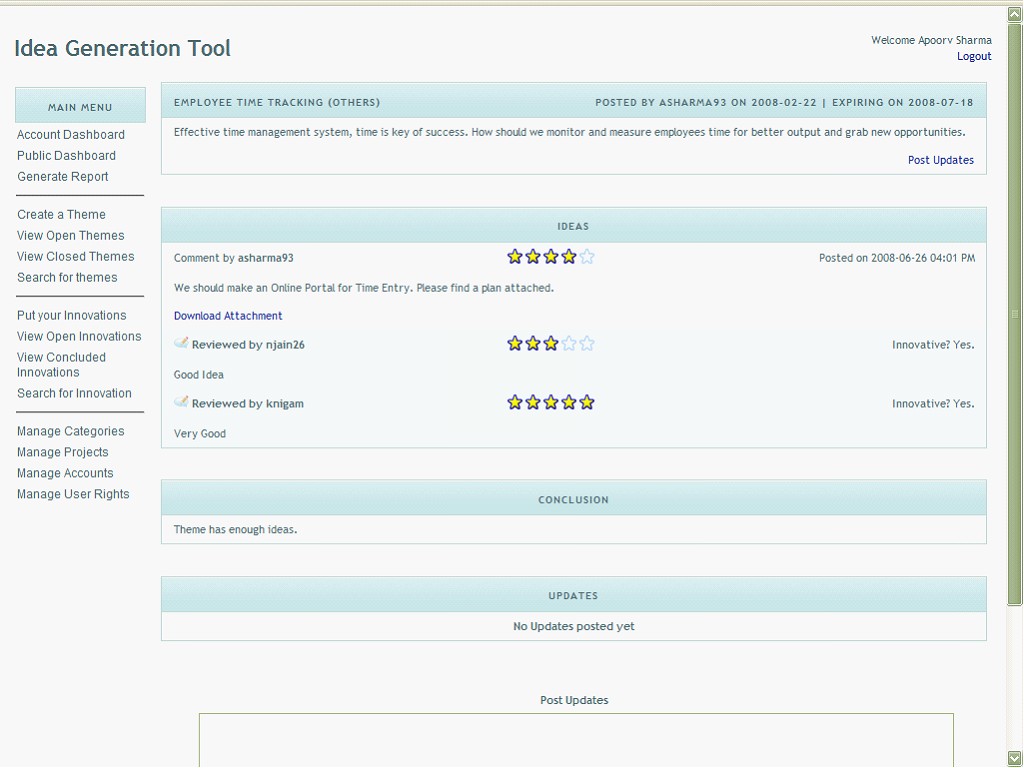 Idea Generation Tool
Welcome Apoorv Sharma
Logout
MAIN MENU
Account Dashboard
Public Dashboard
Generate Report
Create a Theme
View Open Themes
View Closed Themes
Search for themes
Put your Innovations
View Open Innovations
View Concluded
Innovations
Search for Innovation
Manage Categories
Manage Projects
Manage Accounts
Manage User Rights
EMPLOYEE TIME TRACKING (OTHERS) POSTED BY ASHARMA93 ON 2008-02-22 | EXPIRING ON 2008-07-18
Effective time management system, time is key of success. How should we monitor and measure employees time for better output and grab new opportunities.
Post Updates
IDEAS
Comment by asharma93 Posted on 2008-06-26 04:01 PM
We should make an Online Portal for Time Entry. Please find a plan attached.
Download Attachment
Reviewed by njain26 Innovative? Yes.
Good Idea
Reviewed by knigam Innovative? Yes.
Very Good
CONCLUSION
Theme has enough ideas.
UPDATES
No Updates posted yet
Post Updates